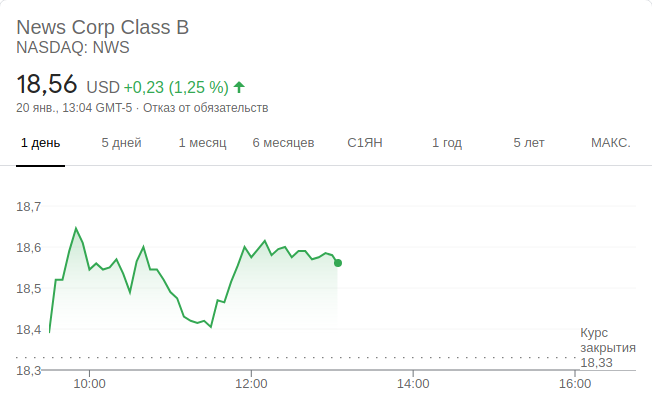 News Corp Class B
NASDAQ: NWS
18,56 USD +0,23 (1,25 %)
20 янв., 13:04 GMT-5 · Отказ от обязательств
1 день 5 дней 1 месяц 6 месяцев С1ЯН 1 год 5 лет МАКС.
18,7
18,6
18,5
18,4
Курс
закрытия
18,33
18,3
10:00 12:00 14:00 16:00